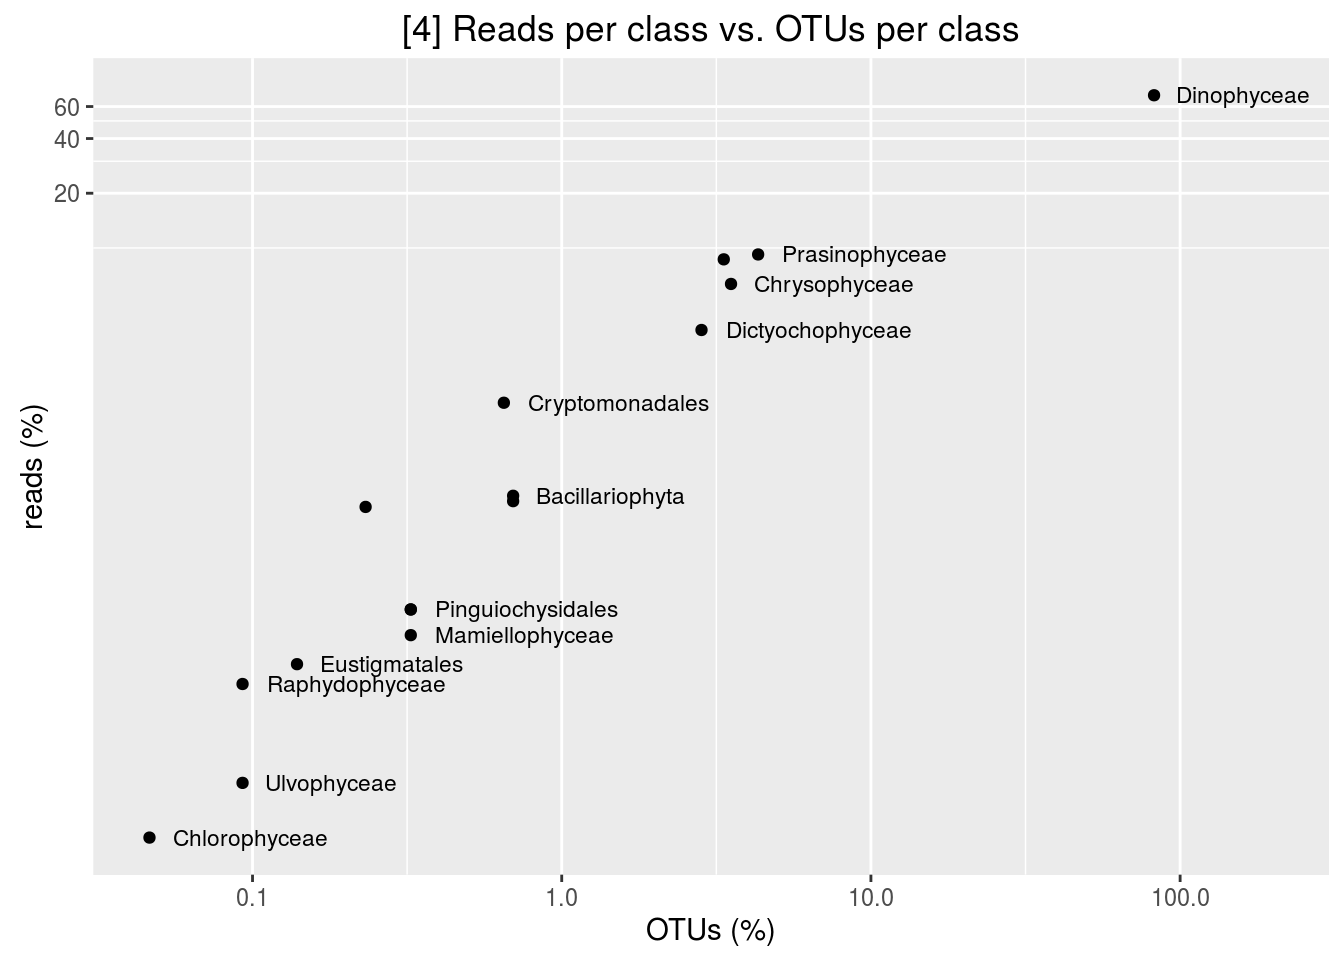 [4] Reads per class vs. OTUs per class
60
40
20
reads (%)
Dinophyceae
Prasinophyceae
Chrysophyceae
Dictyochophyceae
Cryptomonadales
Bacillariophyta
Pinguiochysidales
Mamiellophyceae
Eustigmatales
Raphydophyceae
Ulvophyceae
Chlorophyceae
0.1 1.0 10.0 100.0
OTUs (%)